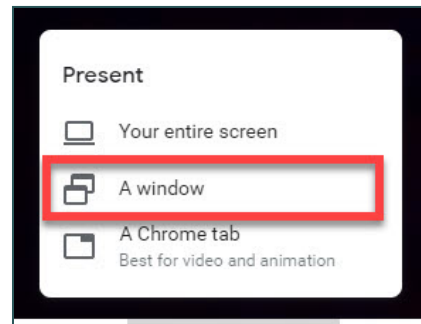 Present
Your entire screen
A window
A Chrome tab
Best for video and animation